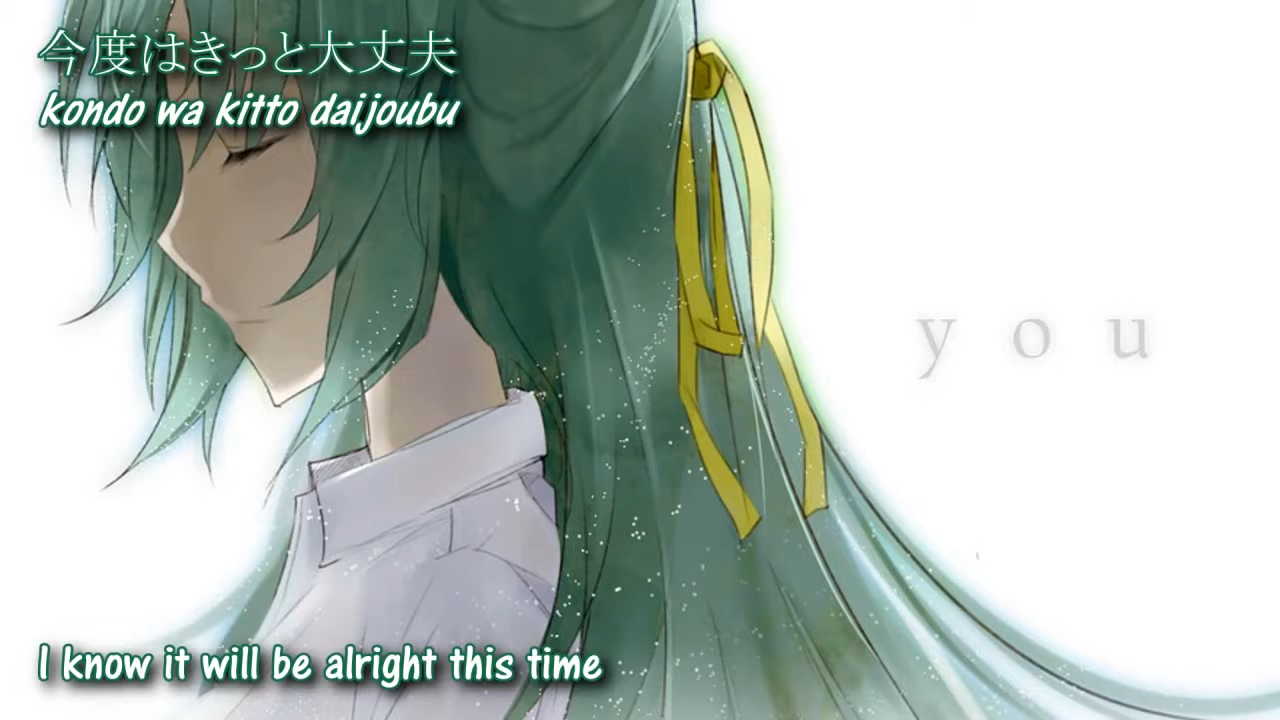 今度はきっと大丈夫
kondo wa kitto daijoubu
you
I know it will be alright this time